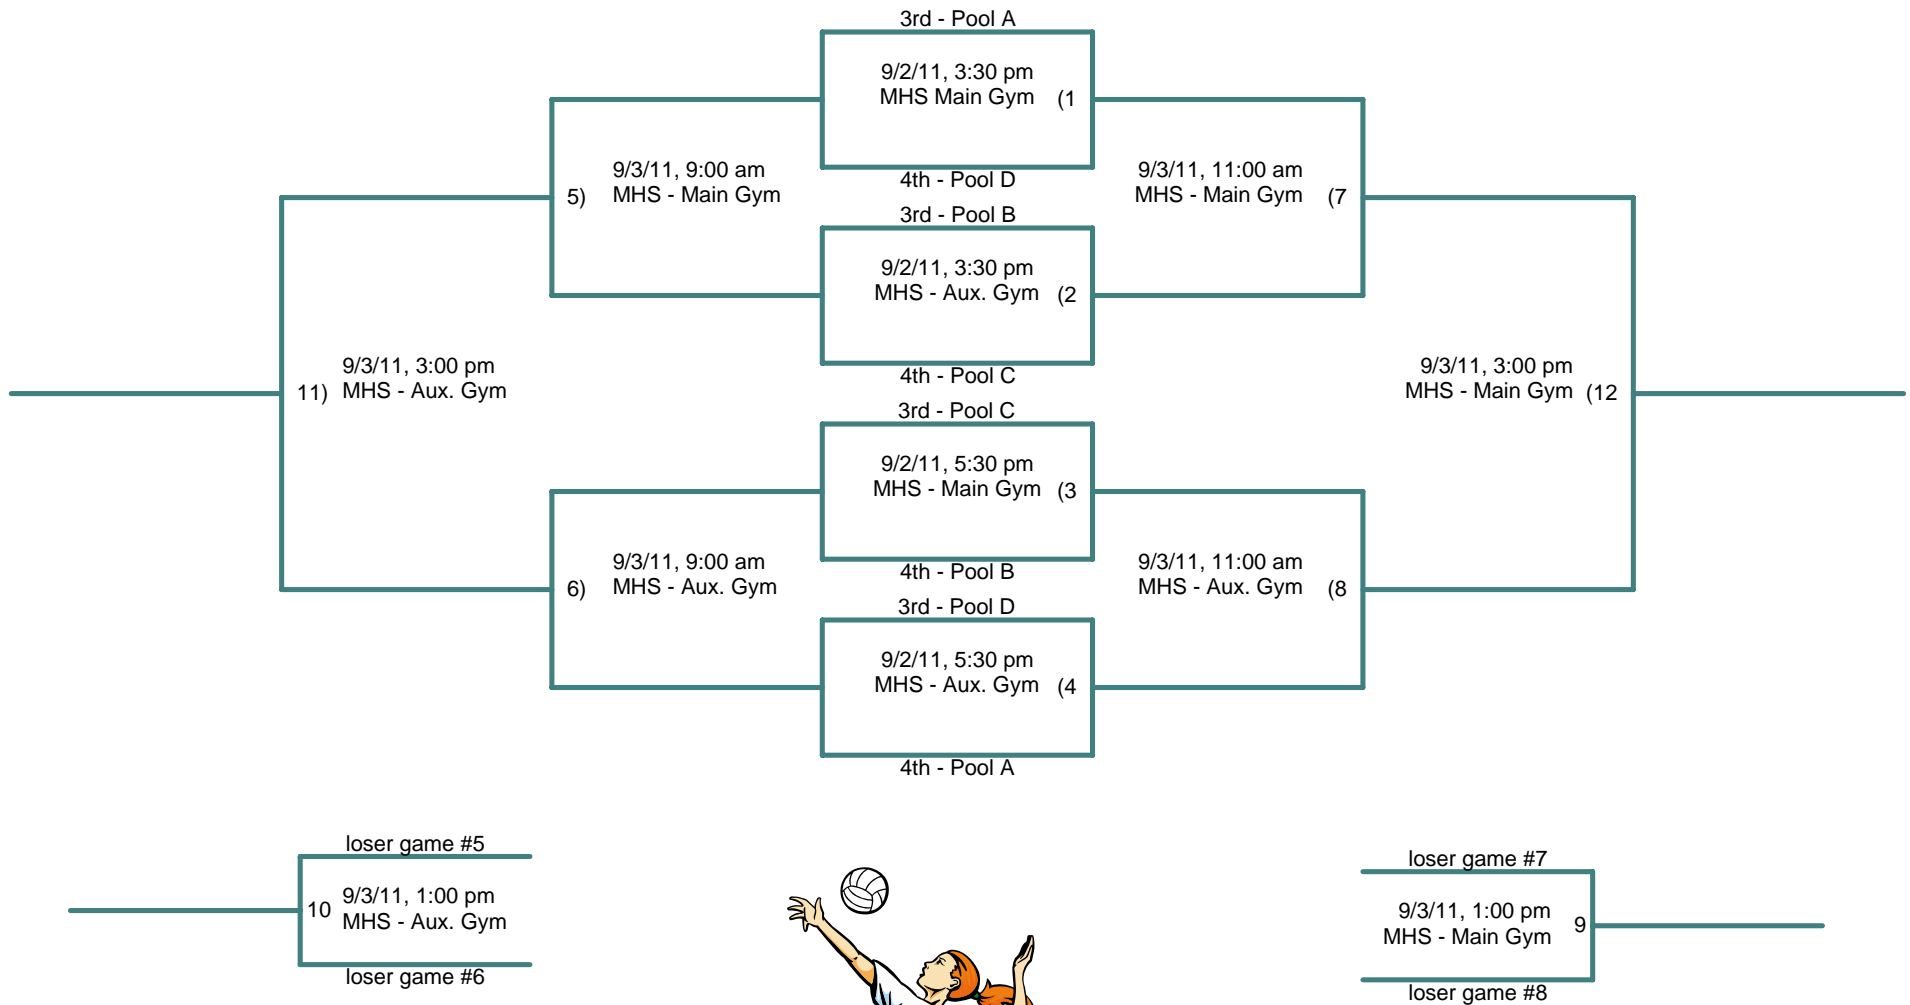 3rd - Pool A
9/2/11, 3:30 pm
MHS Main Gym (1
4th - Pool D
9/3/11, 9:00 am
5) MHS - Main Gym
9/3/11, 11:00 am
MHS - Main Gym (7
3rd - Pool B
9/2/11, 3:30 pm
MHS - Aux. Gym (2
4th - Pool C
9/3/11, 3:00 pm
11) MHS - Aux. Gym
9/3/11, 3:00 pm
MHS - Main Gym (12
3rd - Pool C
9/2/11, 5:30 pm
MHS - Main Gym (3
4th - Pool B
9/3/11, 9:00 am
6) MHS - Aux. Gym
9/3/11, 11:00 am
MHS - Aux. Gym (8
3rd - Pool D
9/2/11, 5:30 pm
MHS - Aux. Gym (4
4th - Pool A
loser game #5
9/3/11, 1:00 pm
10 MHS - Aux. Gym
loser game #6
loser game #7
9/3/11, 1:00 pm
MHS - Main Gym 9
loser game #8